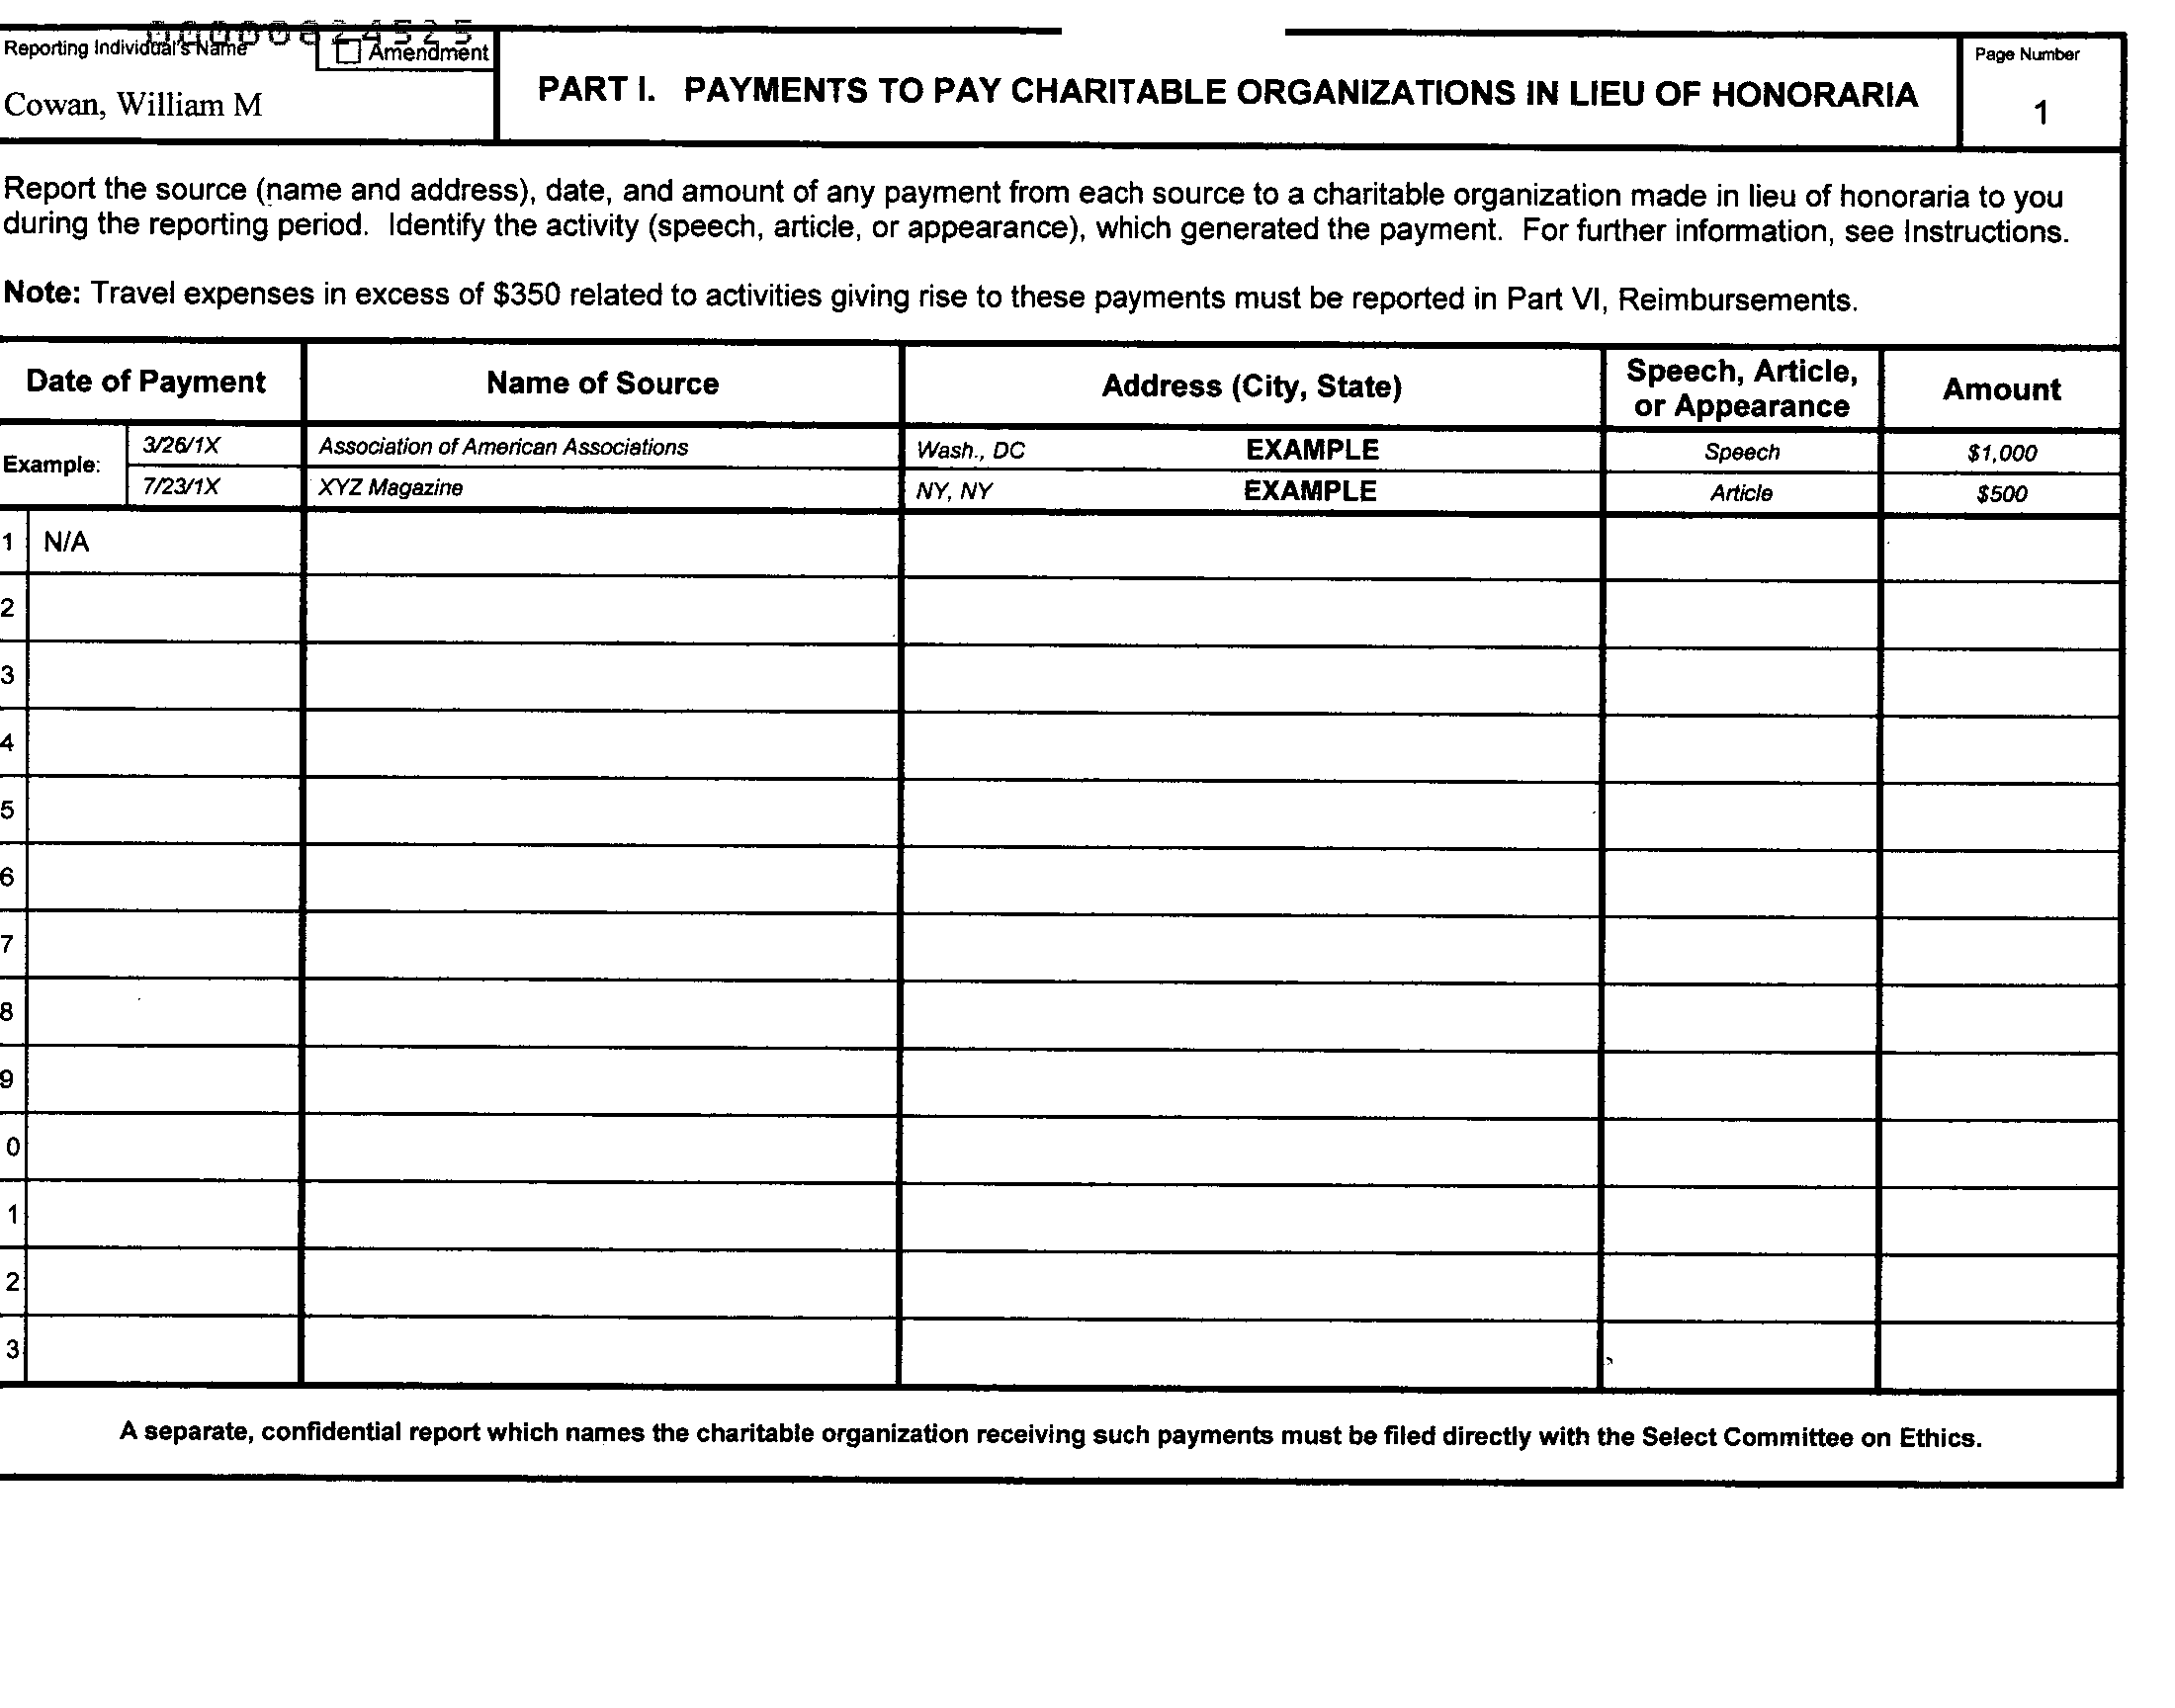 00000824525
Reporting Individual's Name
Amendment
Cowan, William M
PART I. PAYMENTS TO PAY CHARITABLE ORGANIZATIONS IN LIEU OF HONORARIA
Page Number
1
Report the source (name and address), date, and amount of any payment from each source to a charitable organization made in lieu of honoraria to you
during the reporting period. Identify the activity (speech, article, or appearance), which generated the payment. For further information, see Instructions.
Note: Travel expenses in excess of $350 related to activities giving rise to these payments must be reported in Part VI, Reimbursements.
Date of Payment Name of Source Address (City, State) Speech, Article, or Appearance Amount
Example: 3/26/1X Association of American Associations Wash., DC EXAMPLE Speech $1,000
7/23/1X XYZ Magazine NY, NY EXAMPLE Article $500
1 N/A
2
3
4
5
6
7
8
9
0
1
2
3
A separate, confidential report which names the charitable organization receiving such payments must be filed directly with the Select Committee on Ethics.